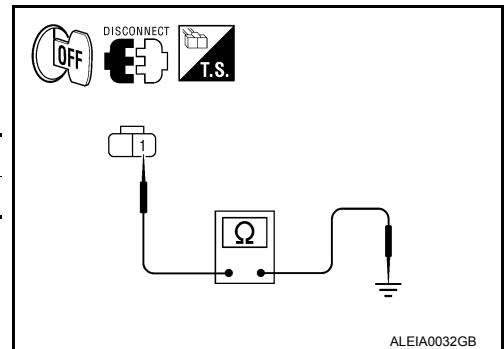 OFF
DISCONNECT
T.S.
1
Ω
ALEIA0032GB